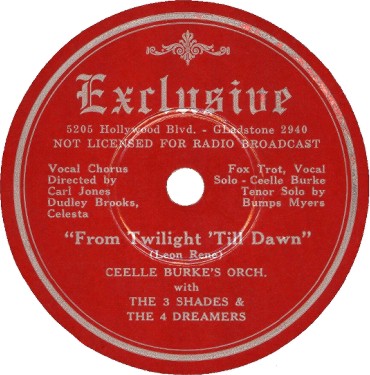 Exclusive
5205 Hollywood Blvd. - Gladstone 2940
NOT LICENSED FOR RADIO BROADCAST
Vocal Chorus
Directed by
Carl Jones
Dudley Brooks,
Celesta
Fox Trot, Vocal
Solo - Ceelle Burke
Tenor Solo by
Bumps Myers
"From Twilight 'Till Dawn"
(Leon Rene)
CEELLE BURKE'S ORCH.
with
THE 3 SHADES &
THE 4 DREAMERS